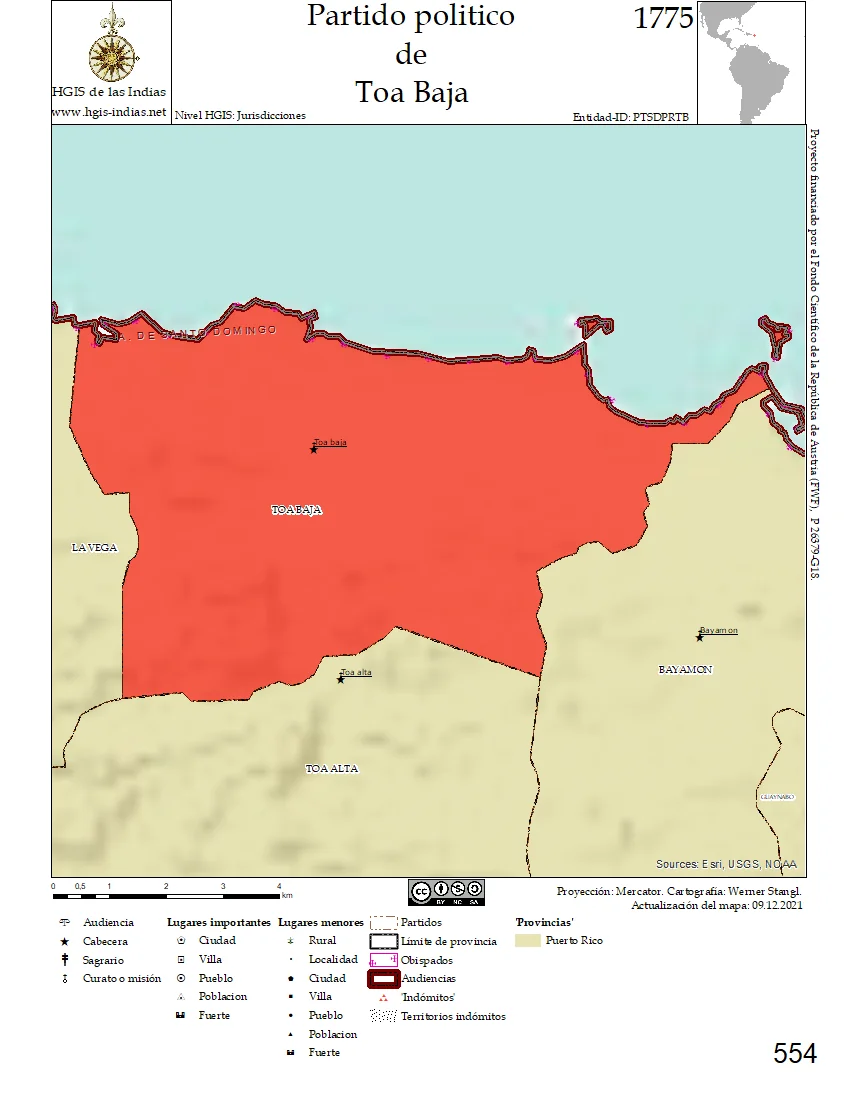 Partido politico
de
Toa Baja
1775
HGIS de las Indias
www.hgis-indias.net
Nivel HGIS: Jurisdicciones
Entidad-ID: PTSDPRTB
Proyecto financiado por el Fondo Científico de la República de Austria (FWF), P 26379-G18.
A. DE SANTO DOMINGO
Toa baja
TOA BAJA
LA VEGA
Bayamon
BAYAMON
Toa alta
TOA ALTA
GUAYNABO
Sources: Esri, USGS, NOAA
0 0,5 1 2 3 4
km
cc BY NC SA
Proyección: Mercator. Cartografía: Werner Stangl.
Actualización del mapa: 09.12.2021
Audiencia
Cabecera
Sagrario
Curato o misión
Lugares importantes
Ciudad
Villa
Pueblo
Poblacion
Fuerte
Lugares menores
Rural
Localidad
Ciudad
Villa
Pueblo
Poblacion
Fuerte
Partidos
Límite de provincia
Obispados
Audiencias
'Indómitos'
Territorios indómitos
'Provincias'
Puerto Rico
554